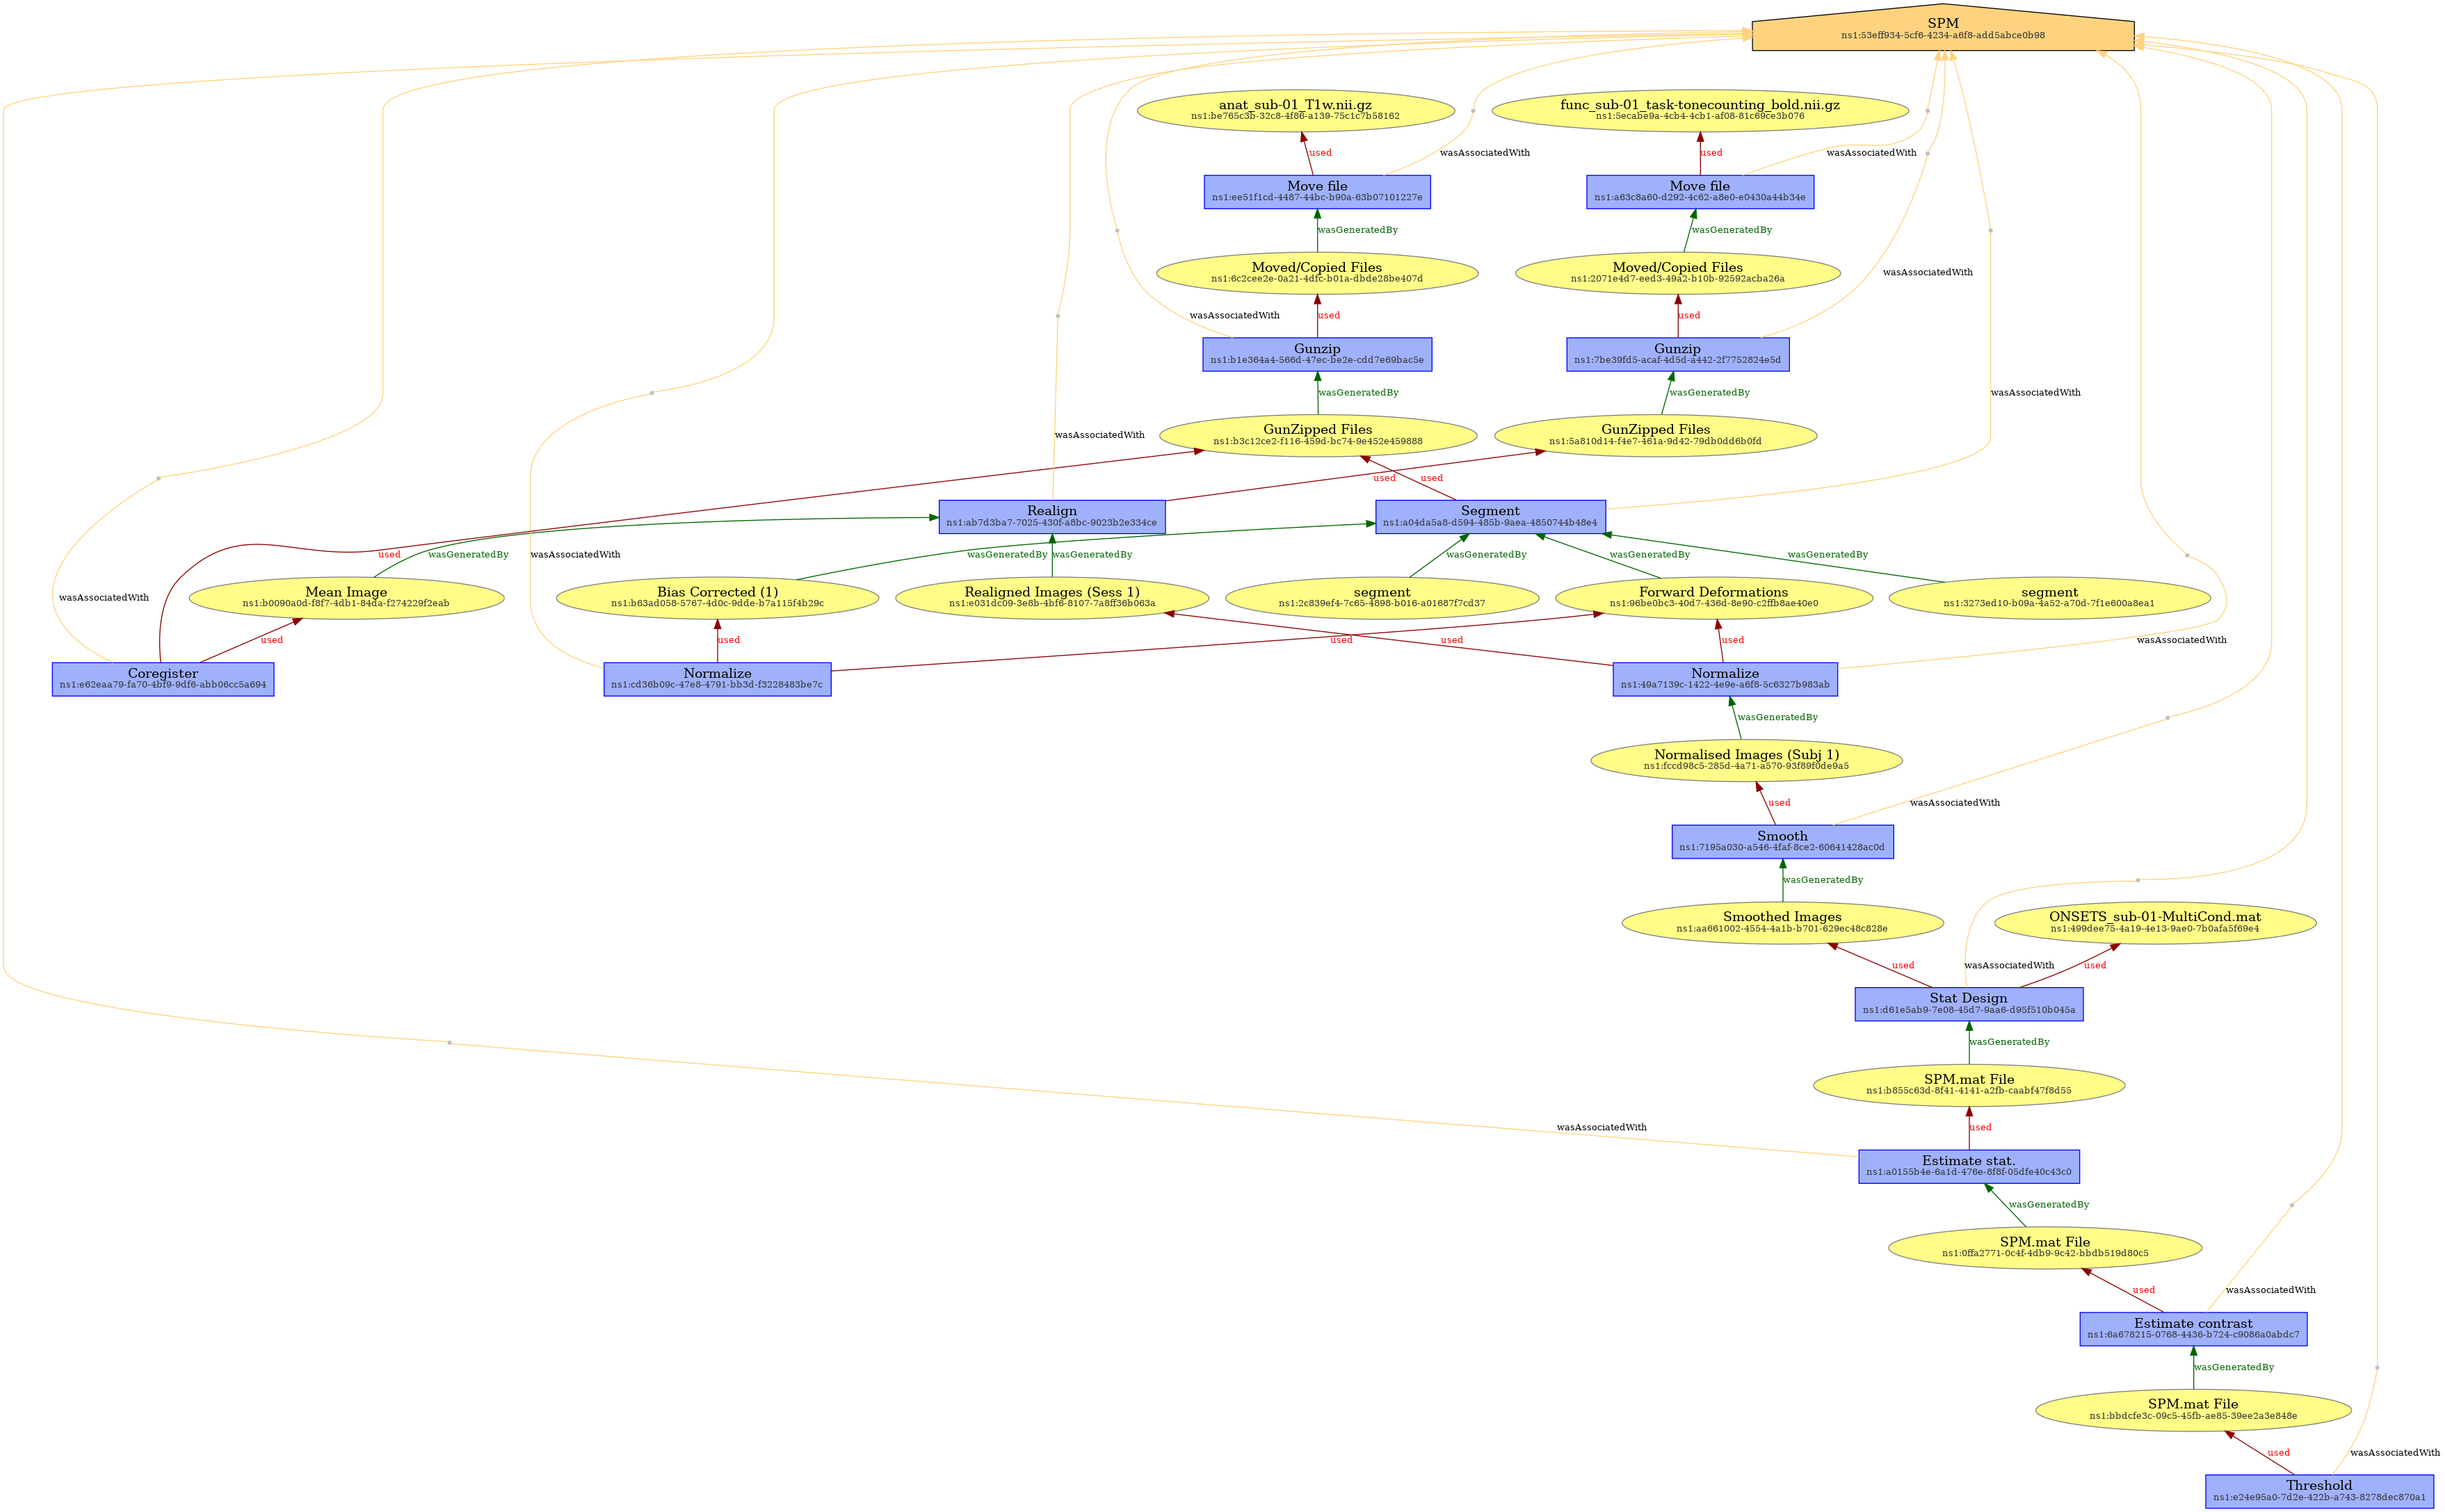 SPM
ns1:53eff934-5cf6-4234-a6f8-add5abce0b98
anat_sub-01_T1w.nii.gz
ns1:be765c3b-32c8-4f86-a139-75c1c7b58162
func_sub-01_task-tonecounting_bold.nii.gz
ns1:5ecabe9a-4cb4-4cb1-af08-81c69ce3b076
used
wasAssociatedWith
used
wasAssociatedWith
Move file
ns1:ee51f1cd-4487-44bc-b90a-63b07101227e
Move file
ns1:a63c8a60-d292-4c62-a8e0-e0430a44b34e
wasGeneratedBy
wasGeneratedBy
Moved/Copied Files
ns1:6c2cee2e-0a21-4dfc-b01a-dbde28be407d
Moved/Copied Files
ns1:2071e4d7-eed3-49a2-b10b-92592acba26a
wasAssociatedWith
wasAssociatedWith
used
used
Gunzip
ns1:b1e364a4-566d-47ec-be2e-cdd7e69bac5e
Gunzip
ns1:7be39fd5-acaf-4d5d-a442-2f7752824e5d
wasGeneratedBy
wasGeneratedBy
wasAssociatedWith
wasAssociatedWith
GunZipped Files
ns1:b3c12ce2-f116-459d-bc74-9e452e459888
GunZipped Files
ns1:5a810d14-f4e7-461a-9d42-79db0dd6b0fd
used
used
Realign
ns1:ab7d3ba7-7025-430f-a8bc-9023b2e334ce
Segment
ns1:a04da5a8-d594-485b-9aea-4850744b48e4
used
wasGeneratedBy
wasAssociatedWith
wasGeneratedBy
wasGeneratedBy
wasGeneratedBy
wasGeneratedBy
wasGeneratedBy
wasAssociatedWith
Mean Image
ns1:b0090a0d-f8f7-4db1-84da-f274229f2eab
Bias Corrected (1)
ns1:b63ad058-5767-4d0c-9dde-b7a115f4b29c
Realigned Images (Sess 1)
ns1:e031dc09-3e8b-4bf6-8107-7a8ff36b063a
segment
ns1:2c839ef4-7c65-4898-b016-a01687f7cd37
Forward Deformations
ns1:96be0bc3-40d7-436d-8e90-c2ffb8ae40e0
segment
ns1:3273ed10-b09a-4a52-a70d-7f1e600a8ea1
used
used
used
used
used
wasAssociatedWith
Coregister
ns1:e62eaa79-fa70-4bf9-9df6-abb06cc5a694
Normalize
ns1:cd36b09c-47e8-4791-bb3d-f3228483be7c
Normalize
ns1:49a7139c-1422-4e9e-a6f8-5c6327b983ab
wasGeneratedBy
Normalised Images (Subj 1)
ns1:fccd98c5-285d-4a71-a570-93f89f0de9a5
used
wasAssociatedWith
Smooth
ns1:7195a030-a546-4faf-8ce2-60641428ac0d
wasGeneratedBy
Smoothed Images
ns1:aa661002-4554-4a1b-b701-629ec48c828e
ONSETS_sub-01-MultiCond.mat
ns1:499dee75-4a19-4e13-9ae0-7b0afa5f69e4
used
wasAssociatedWith
used
Stat Design
ns1:d61e5ab9-7e08-45d7-9aa6-d95f510b045a
wasGeneratedBy
SPM.mat File
ns1:b855c63d-8f41-4141-a2fb-caabf47f8d55
wasAssociatedWith
used
Estimate stat.
ns1:a0155b4e-6a1d-476e-8f8f-05dfe40c43c0
wasGeneratedBy
SPM.mat File
ns1:0ffa2771-0c4f-4db9-9c42-bbdb519d80c5
used
wasAssociatedWith
Estimate contrast
ns1:6a678215-0768-4436-b724-c9086a0abdc7
wasGeneratedBy
SPM.mat File
ns1:bbdcfe3c-09c5-45fb-ae85-39ee2a3e848e
used
wasAssociatedWith
Threshold
ns1:e24e95a0-7d2e-422b-a743-8278dec870a1